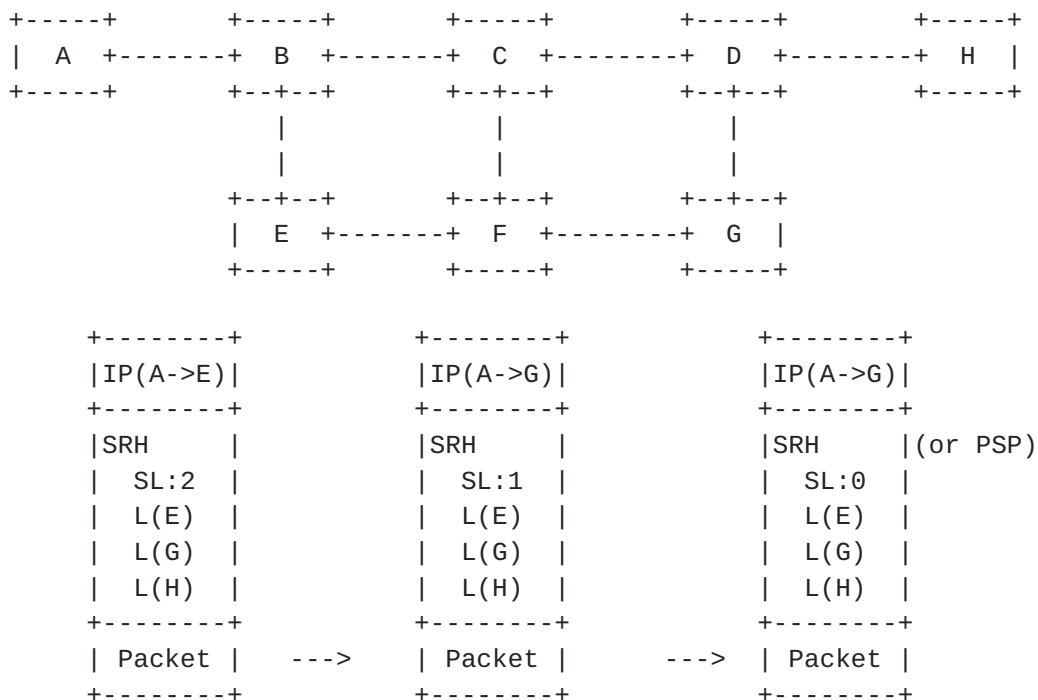 +-----+       +-----+       +-----+        +-----+        +-----+
|  A  +-------+  B  +-------+  C  +--------+  D  +--------+  H  |
+-----+       +--+--+       +--+--+        +--+--+        +-----+
                 |             |              |
                 |             |              |
              +--+--+       +--+--+        +--+--+
              |  E  +-------+  F  +--------+  G  |
              +-----+       +-----+        +-----+

     +--------+          +--------+            +--------+
     |IP(A->E)|          |IP(A->G)|            |IP(A->G)|
     +--------+          +--------+            +--------+
     |SRH     |          |SRH     |            |SRH     |(or PSP)
     |  SL:2  |          |  SL:1  |            |  SL:0  |
     |  L(E)  |          |  L(E)  |            |  L(E)  |
     |  L(G)  |          |  L(G)  |            |  L(G)  |
     |  L(H)  |          |  L(H)  |            |  L(H)  |
     +--------+          +--------+            +--------+
     | Packet |   --->   | Packet |      --->  | Packet |
     +--------+          +--------+            +--------+